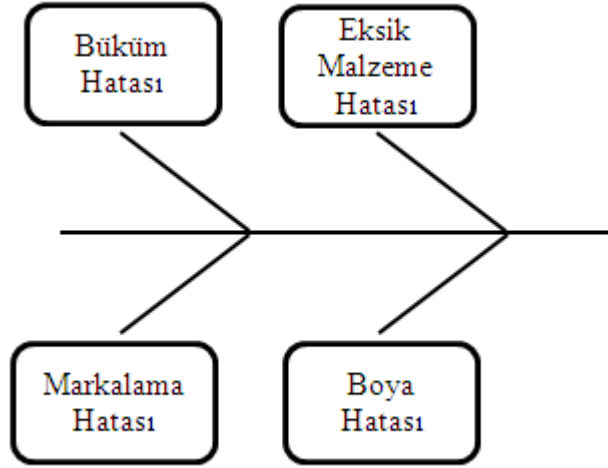 Büküm
Hatası
Eksik
Malzeme
Hatası
Markalama
Hatası
Boya
Hatası